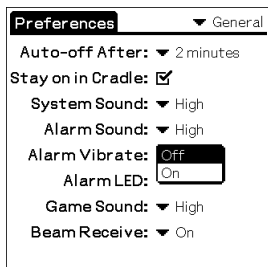 Preferences ▼ General
Auto-off After: ▼ 2 minutes
Stay on in Cradle: ☑
System Sound: ▼ High
Alarm Sound: ▼ High
Alarm Vibrate: Off
On
Alarm LED:
Game Sound: ▼ High
Beam Receive: ▼ On